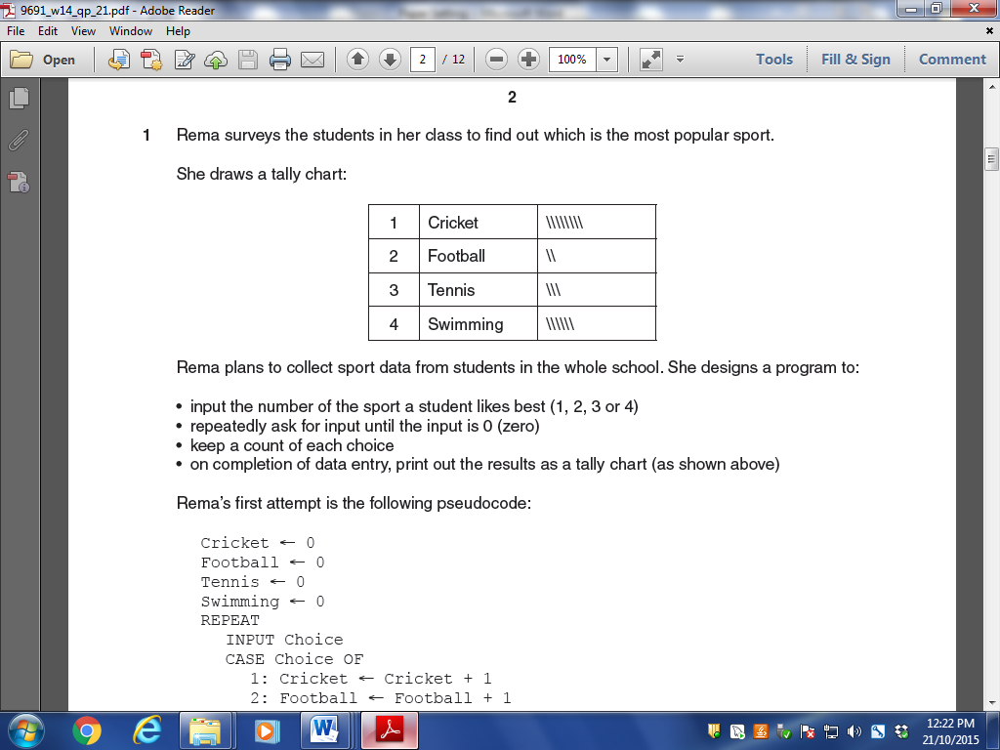 9691_w14_qp_21.pdf - Adobe Reader
File Edit View Window Help
Open 2 / 12 100% Tools Fill & Sign Comment
2
1 Rema surveys the students in her class to find out which is the most popular sport.
She draws a tally chart:
1 Cricket \\\\\\\\
2 Football \\
3 Tennis \\\
4 Swimming \\\\\\
Rema plans to collect sport data from students in the whole school. She designs a program to:
• input the number of the sport a student likes best (1, 2, 3 or 4)
• repeatedly ask for input until the input is 0 (zero)
• keep a count of each choice
• on completion of data entry, print out the results as a tally chart (as shown above)
Rema's first attempt is the following pseudocode:
Cricket ← 0
Football ← 0
Tennis ← 0
Swimming ← 0
REPEAT
INPUT Choice
CASE Choice OF
1: Cricket ← Cricket + 1
2: Football ← Football + 1
12:22 PM
21/10/2015